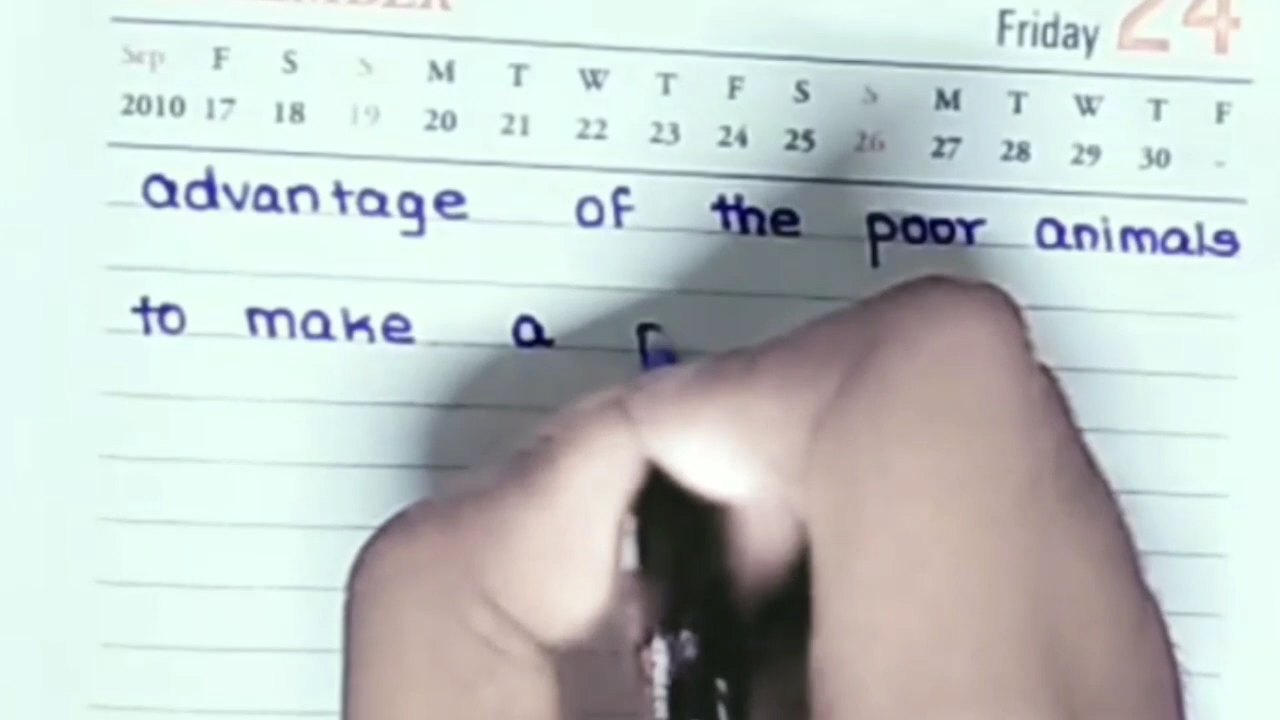 Friday 24
Sep F S S M T W T F S S M T W T F
2010 17 18 19 20 21 22 23 24 25 26 27 28 29 30 -
advantage of the poor animals
to make a